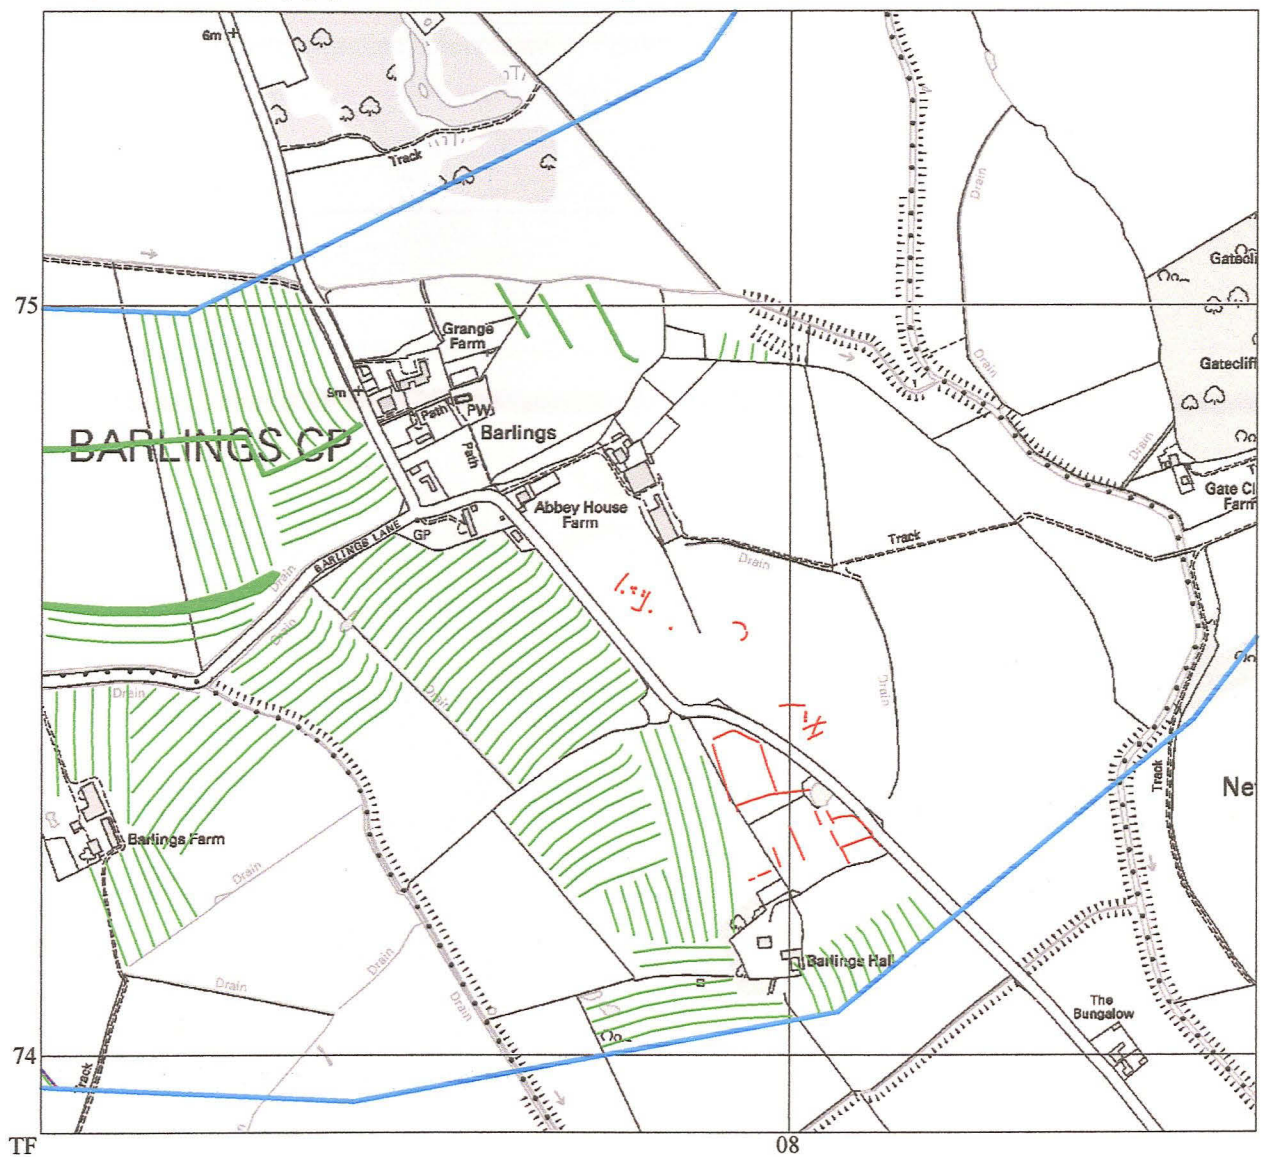 6m
Track
Drain
Gatecli
75
Grange
Farm
Drain
Gatecliff
9m
Path
PW
BARLINGS CP
Barlings
Path
Drain
Gate Cl
Farm
Abbey House
Farm
BARLINGS LANE
GP
Track
Drain
Drain
Drain
Drain
Drain
Drain
Track
Ne
Barlings Farm
Drain
Drain
Barlings Hall
Drain
Drain
The
Bungalow
74
Track
TF
08